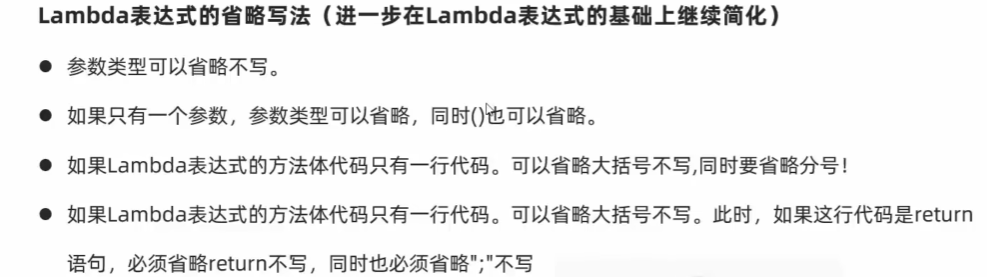 Lambda表达式的省略写法（进一步在Lambda表达式的基础上继续简化）
● 参数类型可以省略不写。
● 如果只有一个参数，参数类型可以省略，同时()也可以省略。
● 如果Lambda表达式的方法体代码只有一行代码。可以省略大括号不写,同时要省略分号！
● 如果Lambda表达式的方法体代码只有一行代码。可以省略大括号不写。此时，如果这行代码是return
语句，必须省略return不写，同时也必须省略";"不写